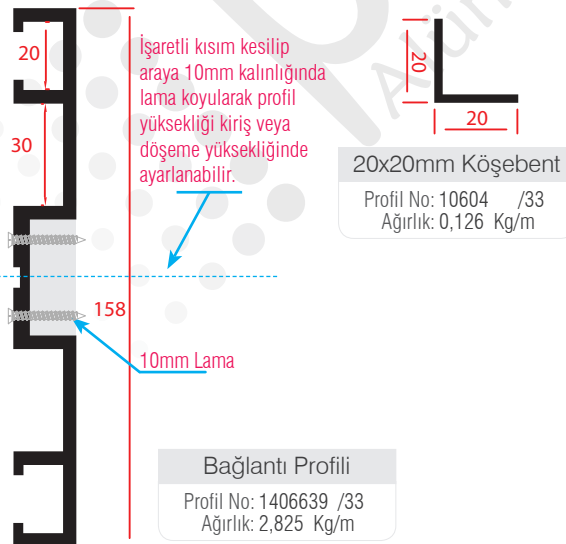 20
30
158
İşaretli kısım kesilip
araya 10mm kalınlığında
lama koyularak profil
yüksekliği kiriş veya
döşeme yüksekliğinde
ayarlanabilir.
10mm Lama
20
20
20x20mm Köşebent
Profil No: 10604 /33
Ağırlık: 0,126 Kg/m
Bağlantı Profili
Profil No: 1406639 /33
Ağırlık: 2,825 Kg/m